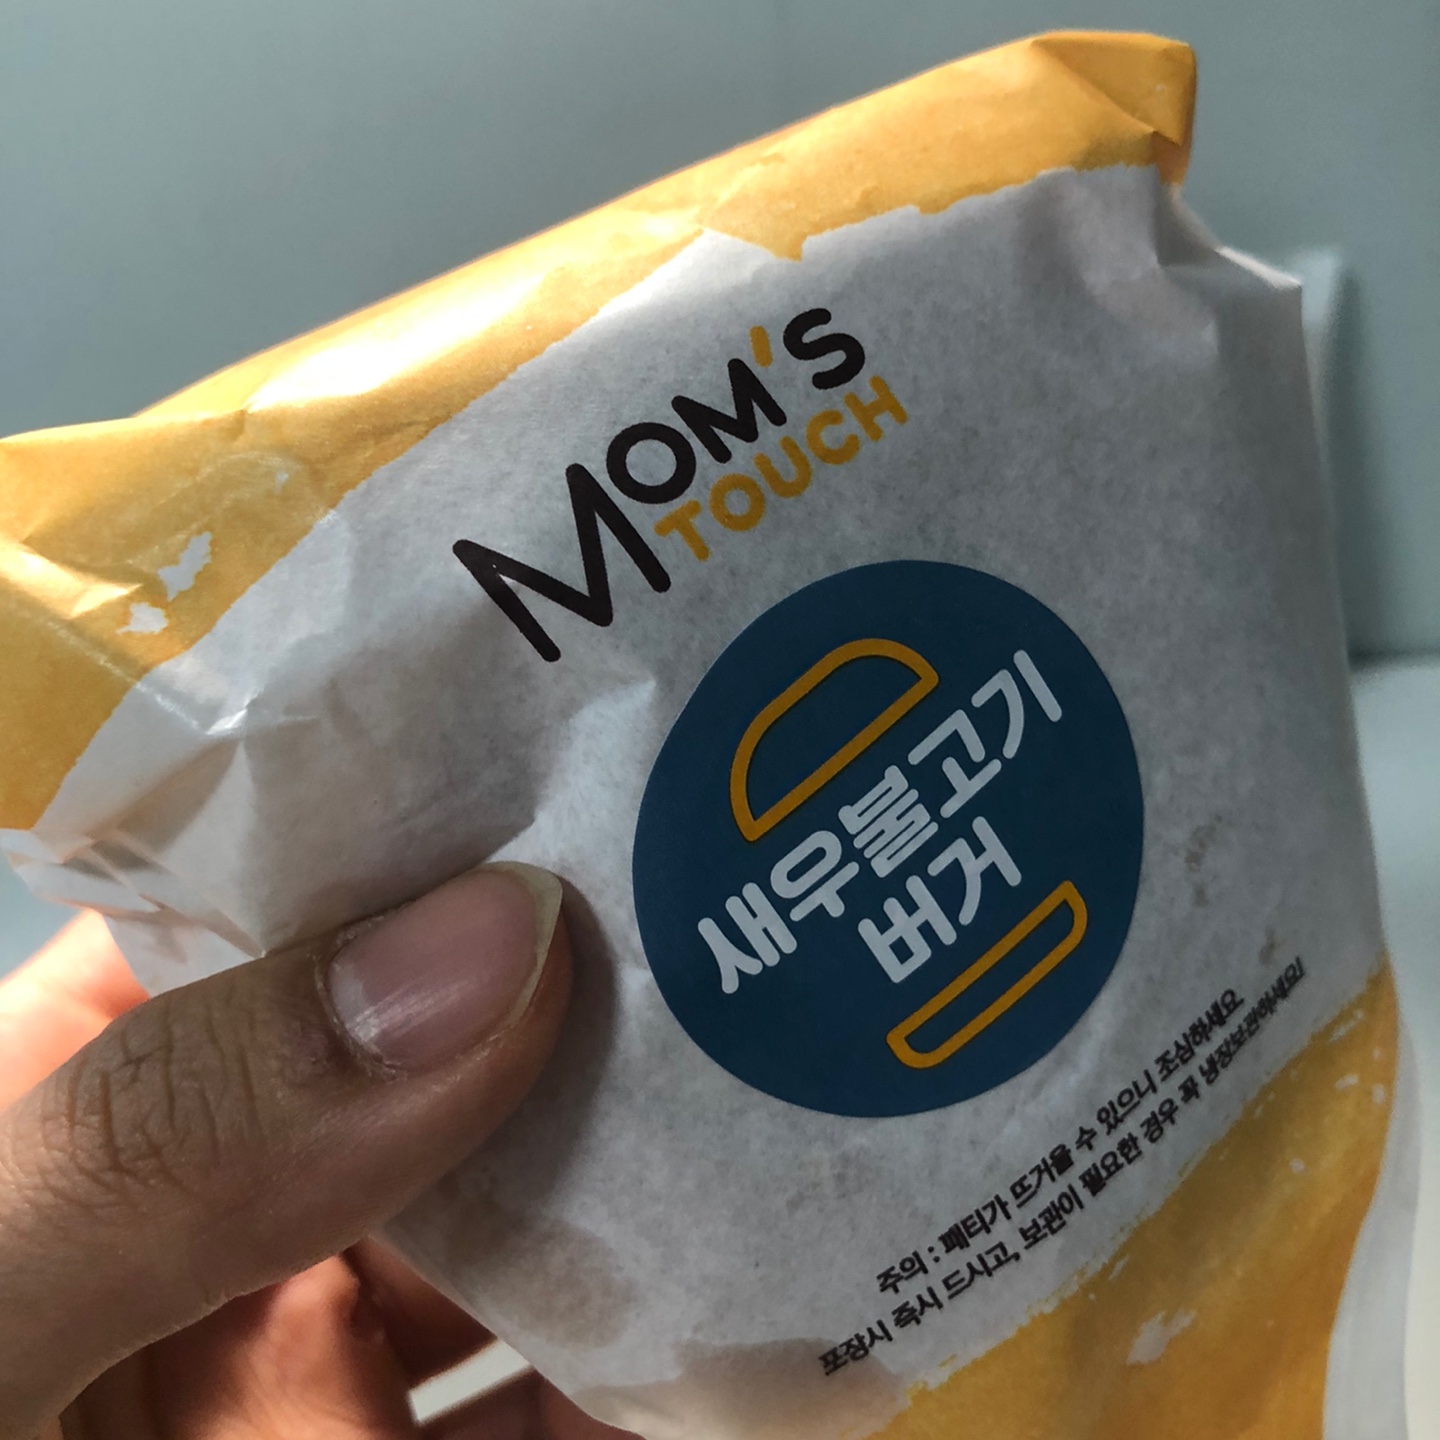 MOM'S
TOUCH
새우불고기
버거
주의 : 패티가 뜨거울 수 있으니 조심하세요
포장시 즉시 드시고, 보관이 필요한 경우 꼭 냉장보관하세요!